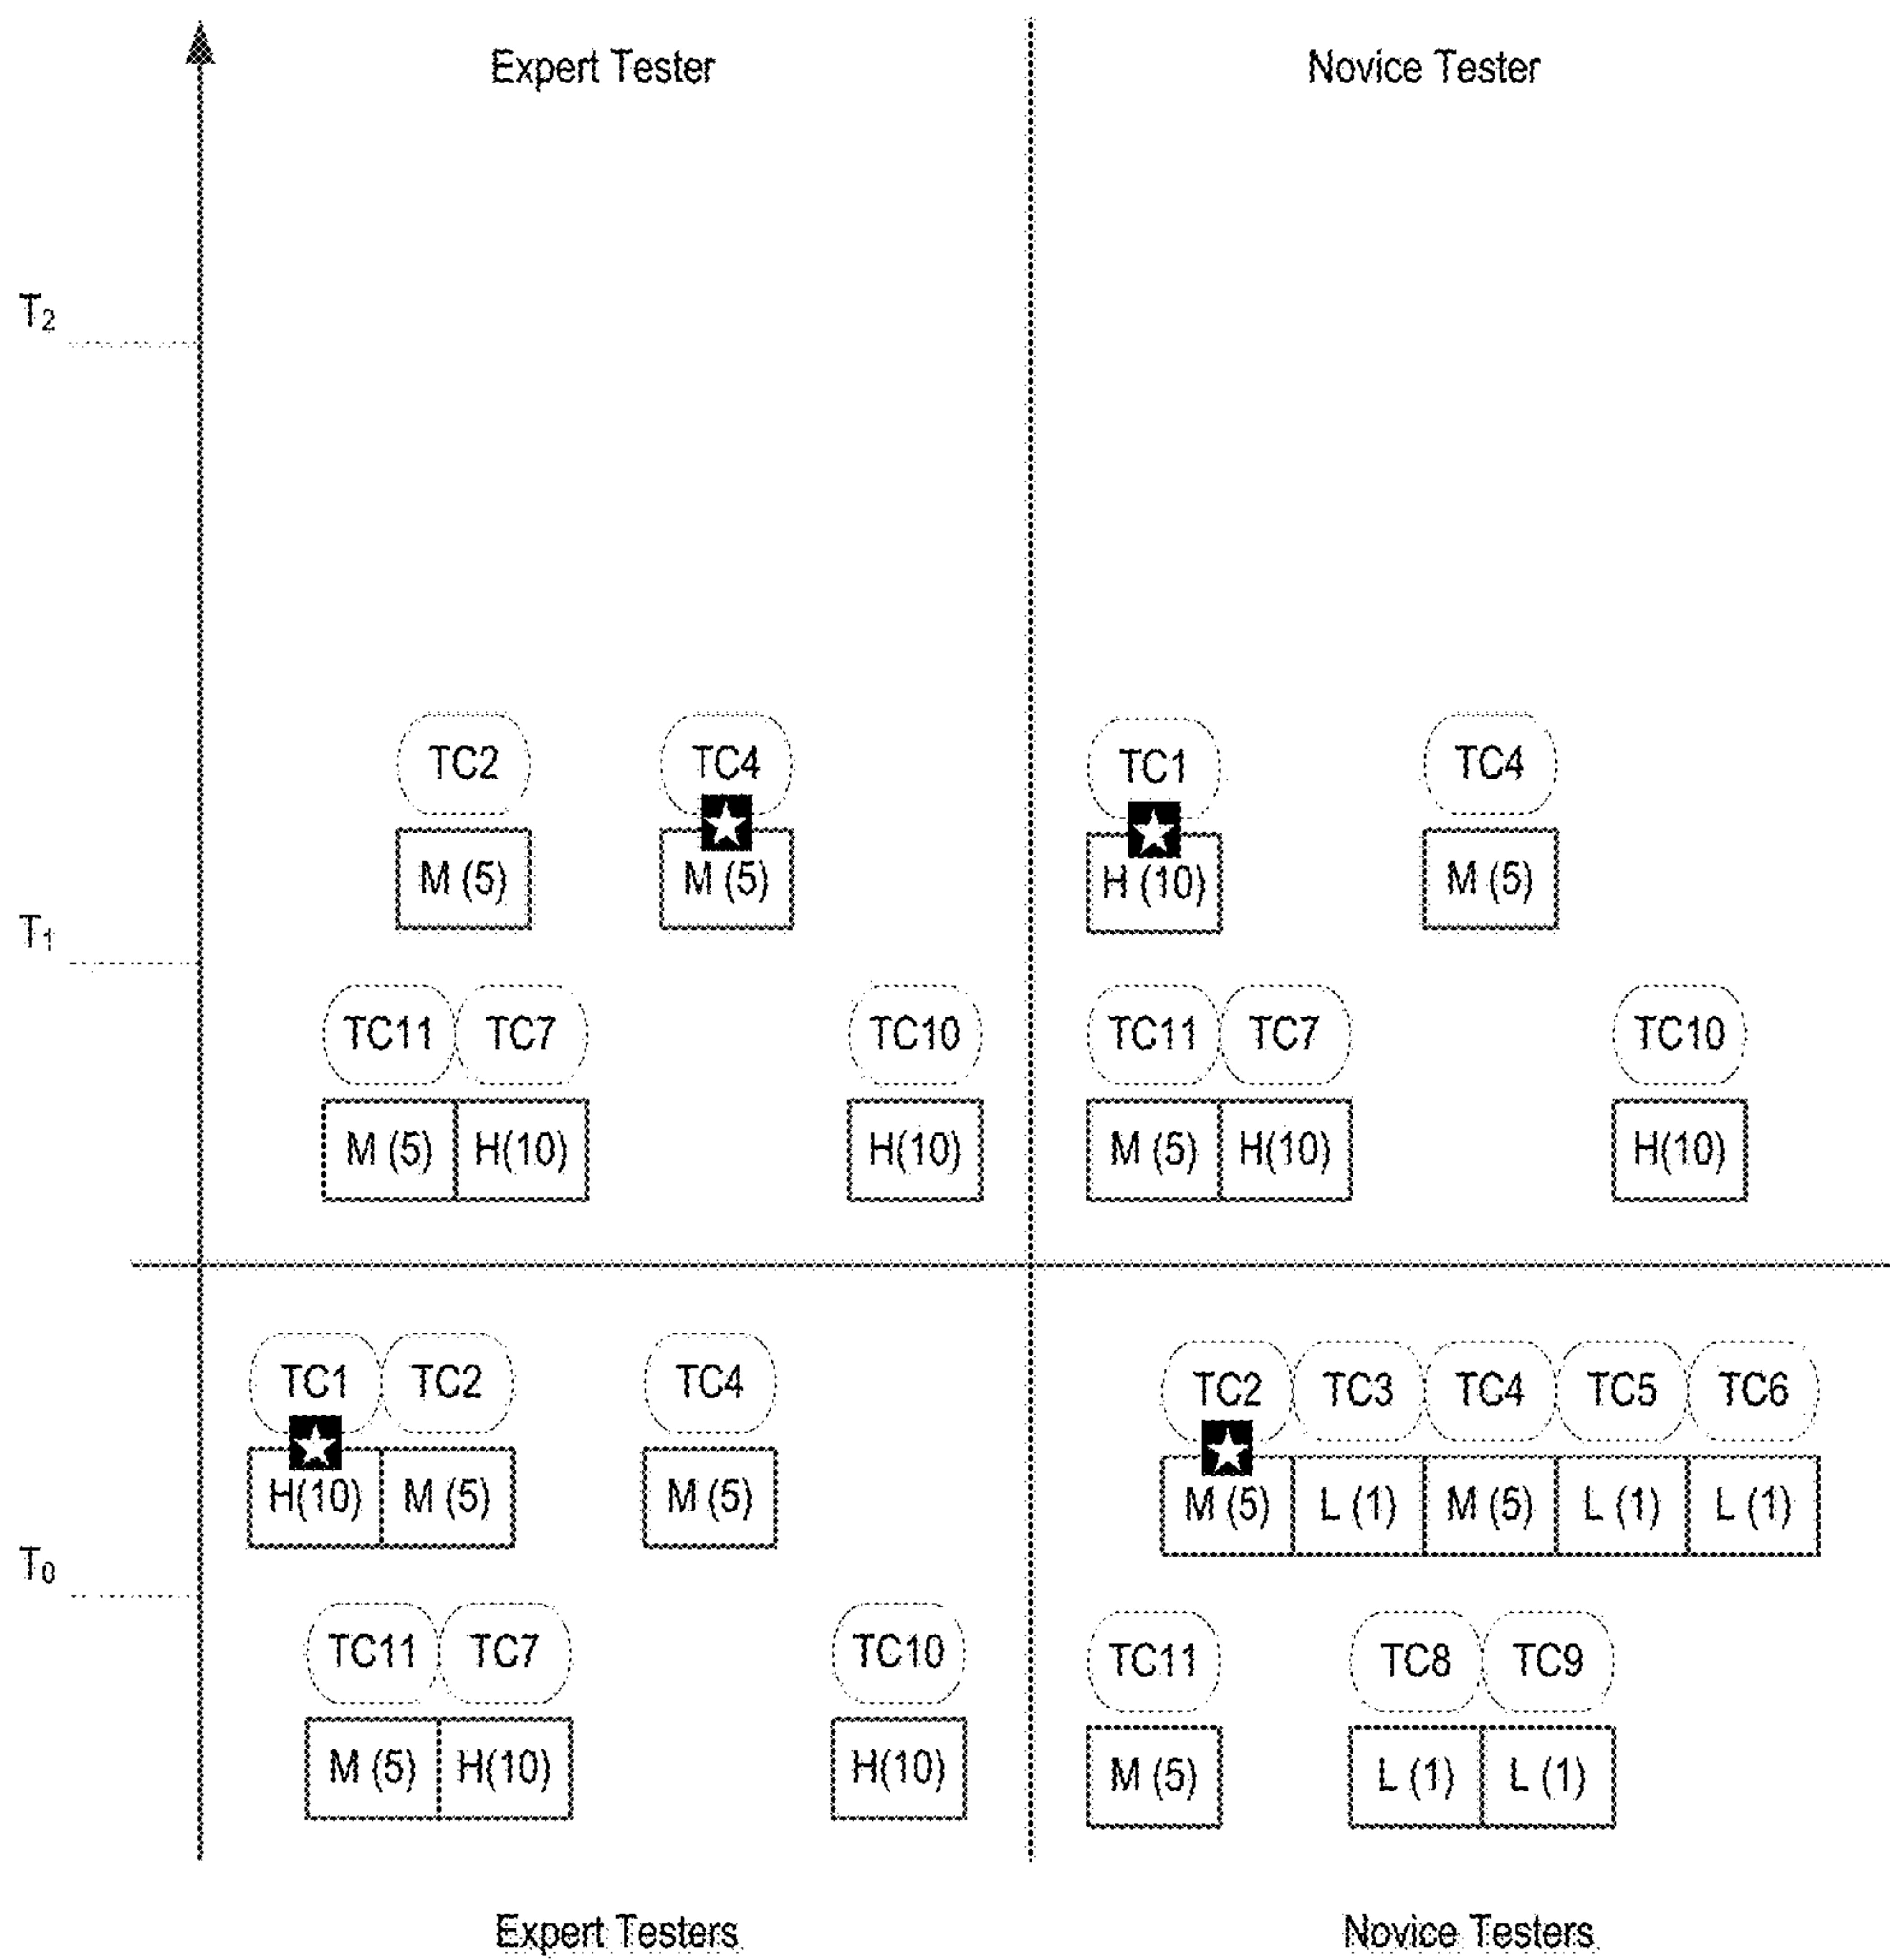 Expert Tester Novice Tester
T2
TC2 TC4 TC1 TC4
M (5) M (5) H (10) M (5)
T1
TC11 TC7 TC10 TC11 TC7 TC10
M (5) H(10) H(10) M (5) H(10) H(10)
TC1 TC2 TC4 TC2 TC3 TC4 TC5 TC6
H(10) M (5) M (5) M (5) L (1) M (5) L (1) L (1)
T0
TC11 TC7 TC10 TC11 TC8 TC9
M (5) H(10) H(10) M (5) L (1) L (1)
Expert Testers Novice Testers